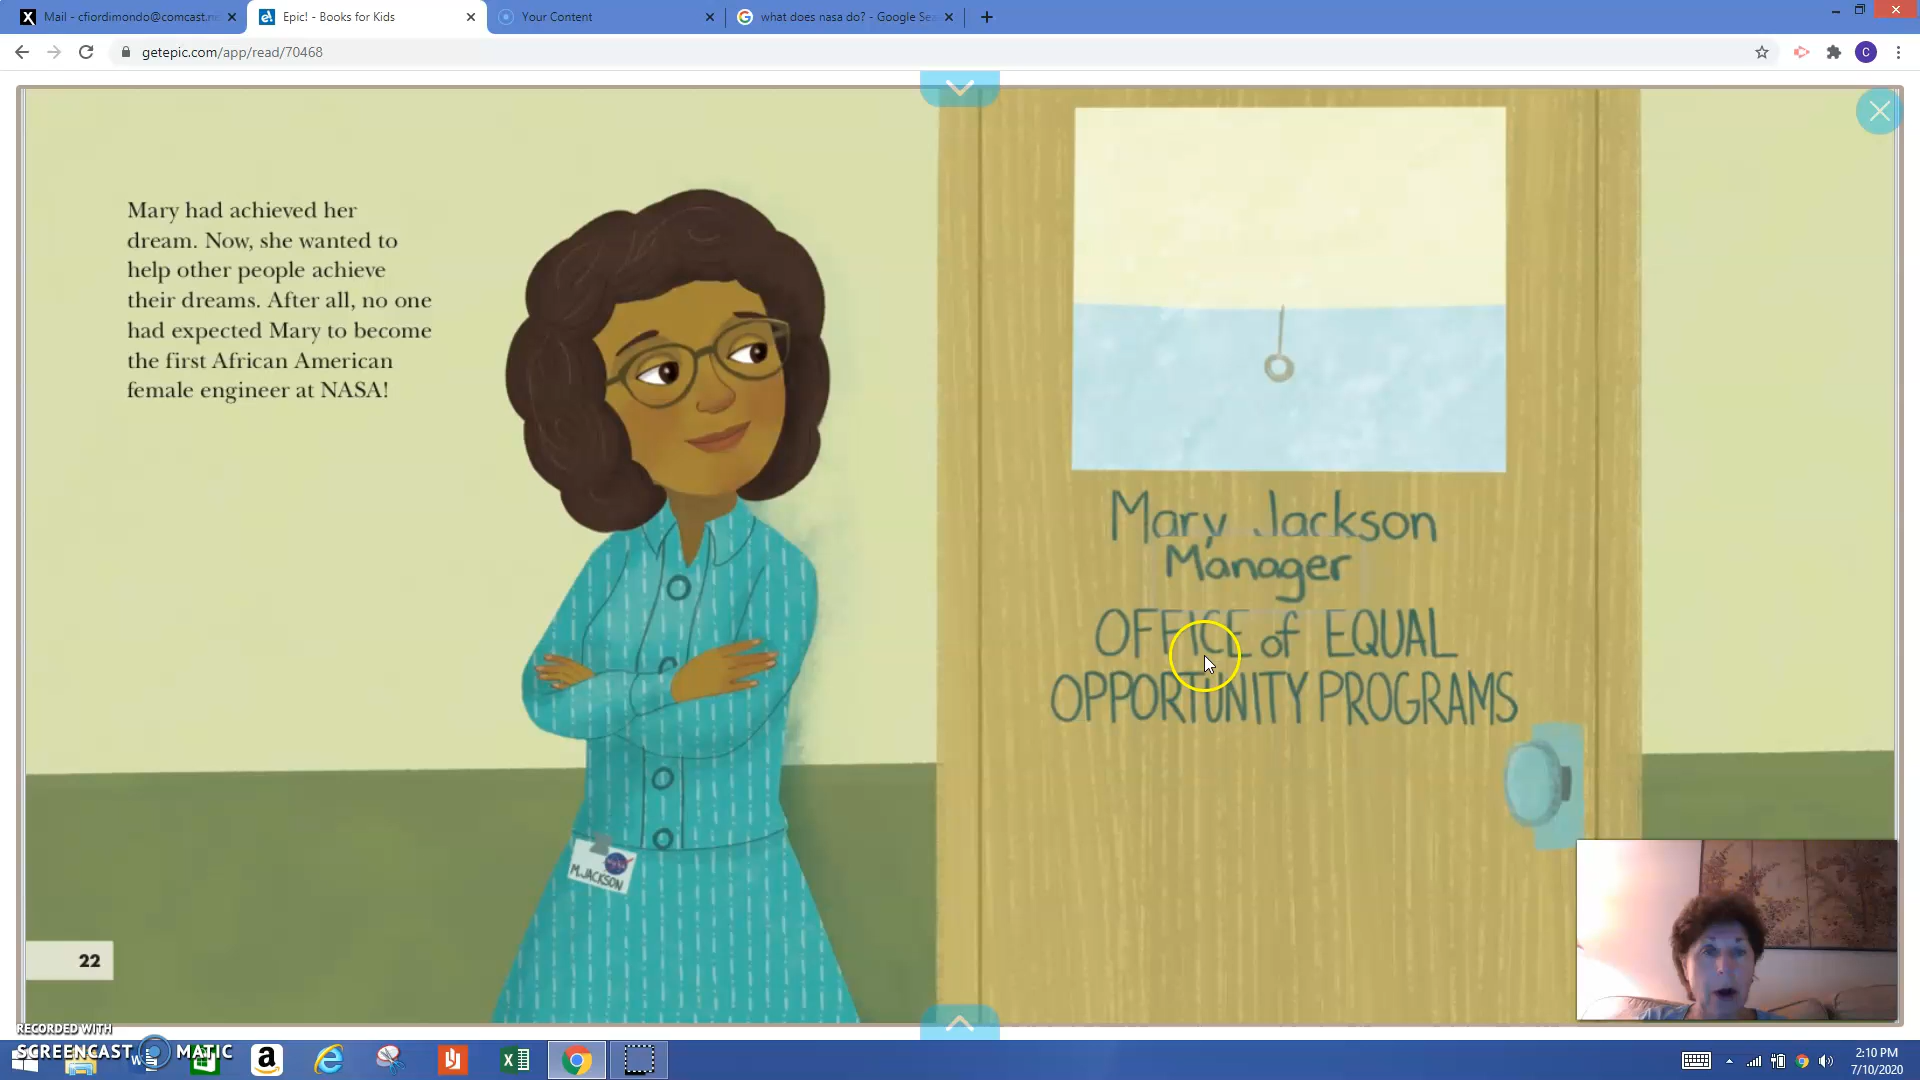 Mail - cfiordimondo@comcast.n
Epic! - Books for Kids
Your Content
what does nasa do? - Google Se
getepic.com/app/read/70468
C
Mary had achieved her
dream. Now, she wanted to
help other people achieve
their dreams. After all, no one
had expected Mary to become
the first African American
female engineer at NASA!
Mary Jackson
Manager
OFFICE of EQUAL
OPPORTUNITY PROGRAMS
NASA
M.JACKSON
22
RECORDED WITH
SCREENCAST MATIC
2:10 PM
7/10/2020